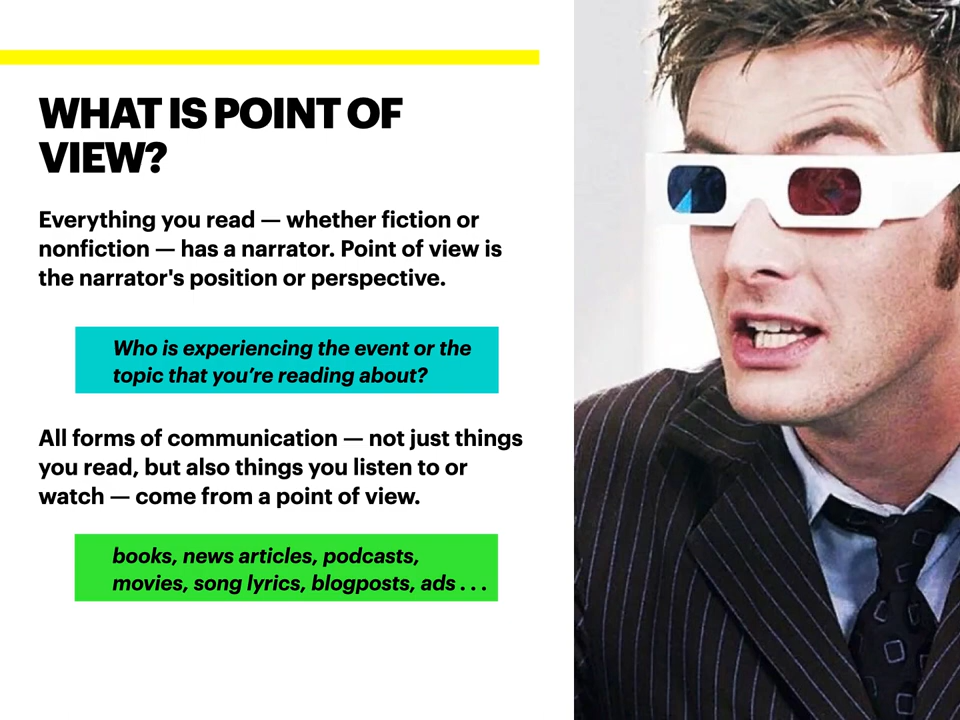 WHAT IS POINT OF
VIEW?
Everything you read — whether fiction or
nonfiction — has a narrator. Point of view is
the narrator's position or perspective.
Who is experiencing the event or the
topic that you’re reading about?
All forms of communication — not just things
you read, but also things you listen to or
watch — come from a point of view.
books, news articles, podcasts,
movies, song lyrics, blogposts, ads . . .